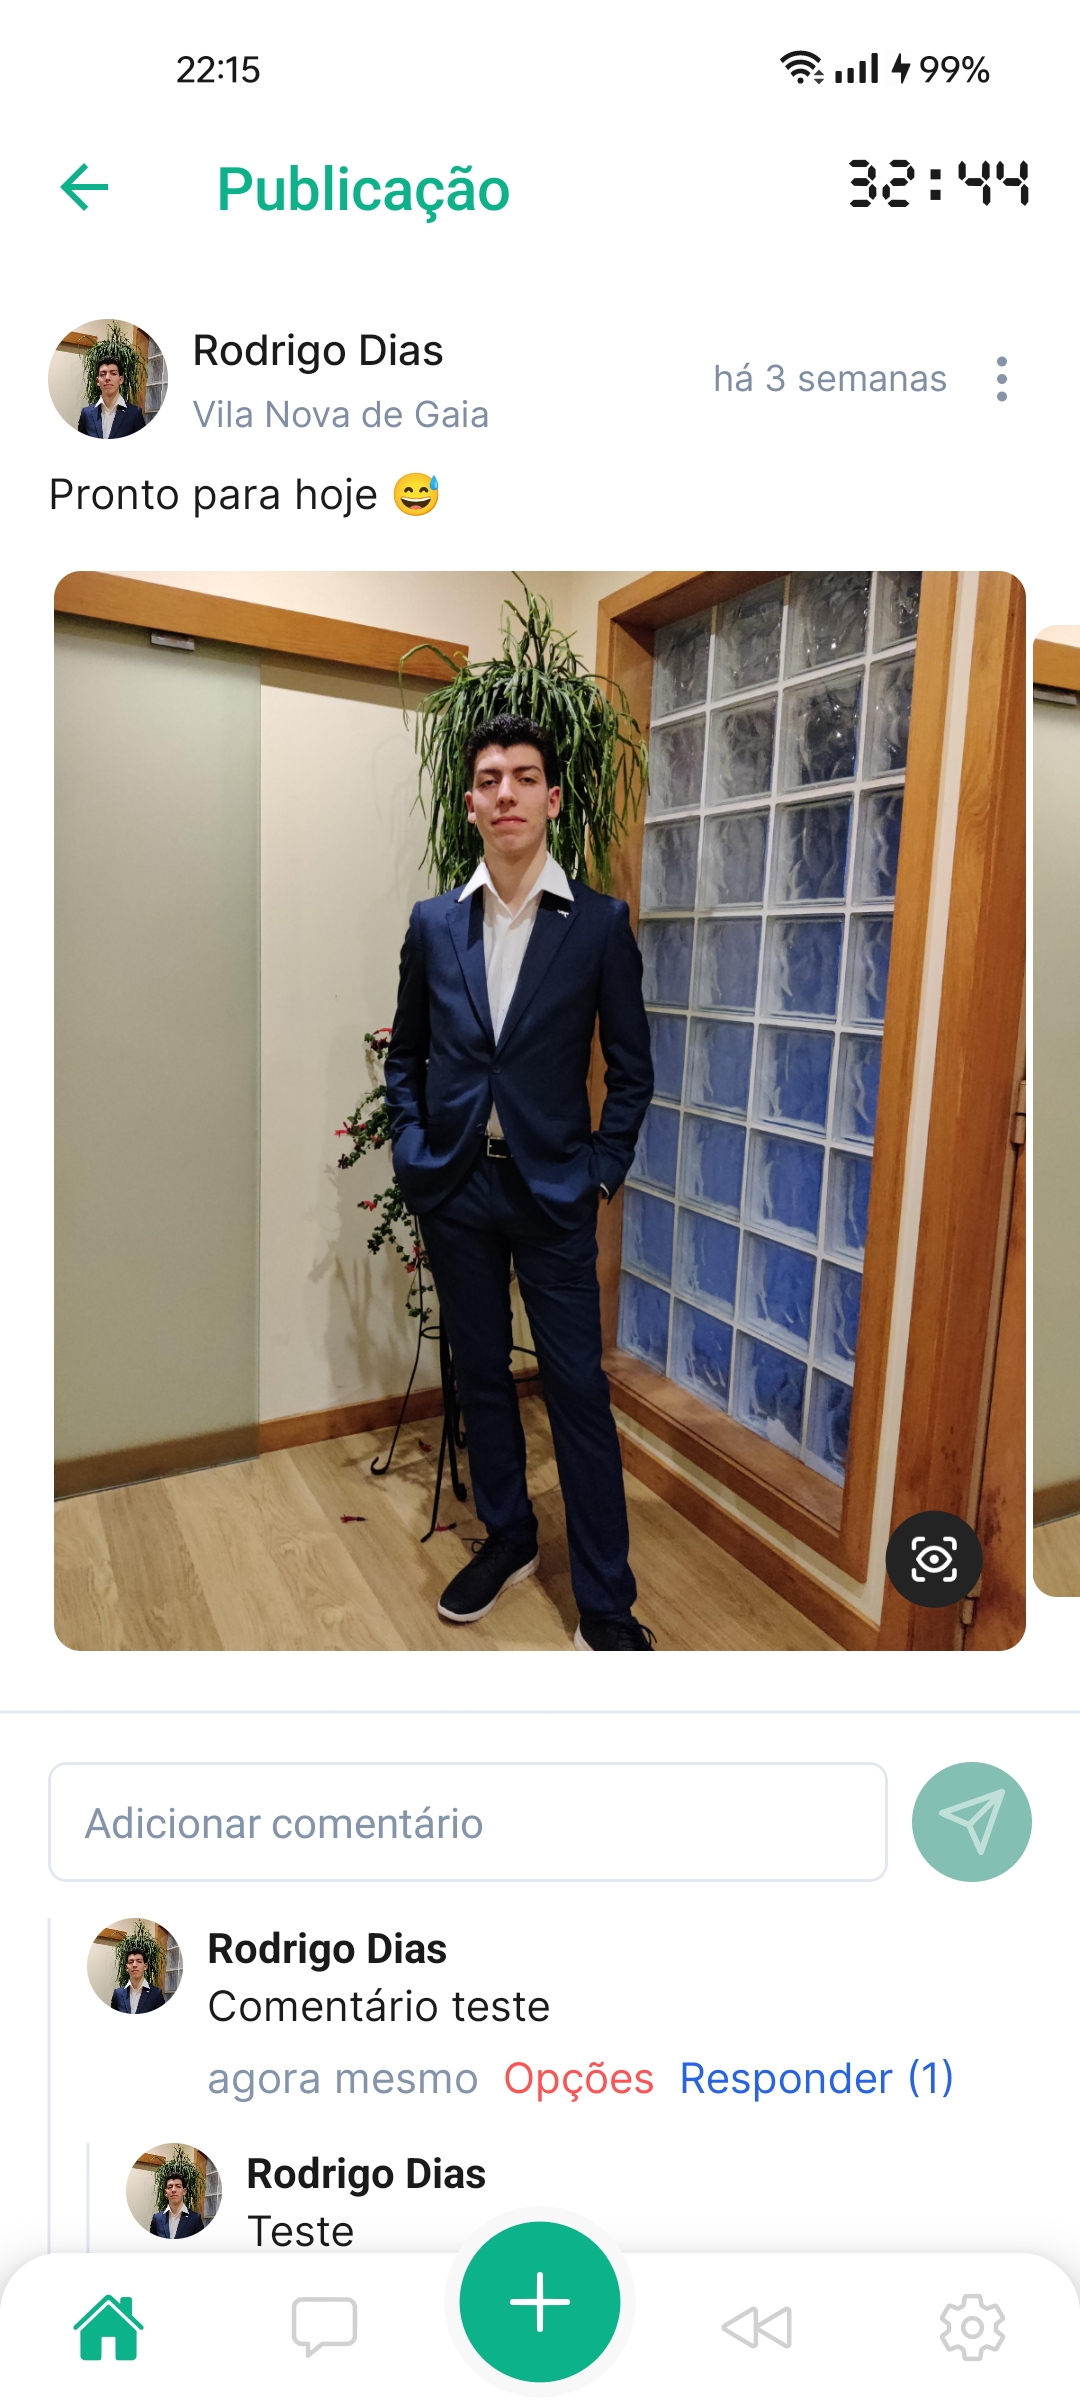 22:15
99%
Publicação
32:44
Rodrigo Dias
há 3 semanas
Vila Nova de Gaia
Pronto para hoje 😅
Adicionar comentário
Rodrigo Dias
Comentário teste
agora mesmo Opções Responder (1)
Rodrigo Dias
Teste